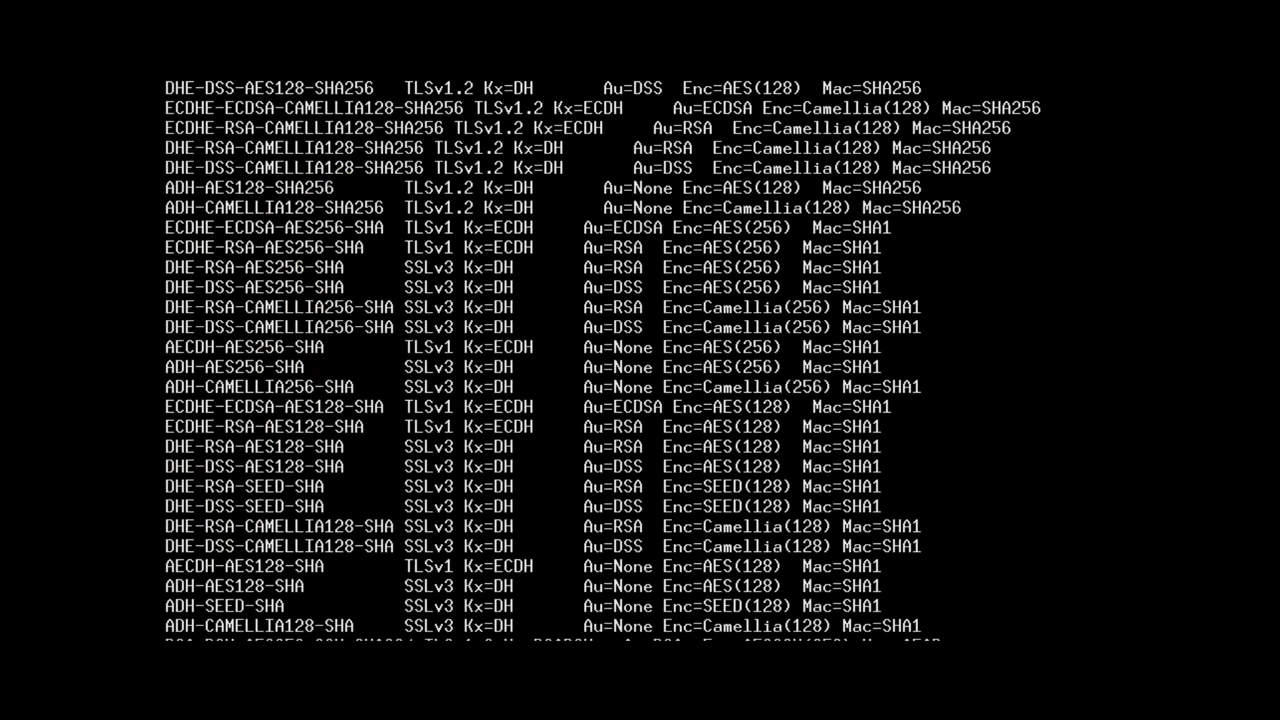 DHE-DSS-AES128-SHA256   TLSv1.2 Kx=DH       Au=DSS  Enc=AES(128)  Mac=SHA256
ECDHE-ECDSA-CAMELLIA128-SHA256 TLSv1.2 Kx=ECDH     Au=ECDSA Enc=Camellia(128) Mac=SHA256
ECDHE-RSA-CAMELLIA128-SHA256 TLSv1.2 Kx=ECDH     Au=RSA  Enc=Camellia(128) Mac=SHA256
DHE-RSA-CAMELLIA128-SHA256 TLSv1.2 Kx=DH       Au=RSA  Enc=Camellia(128) Mac=SHA256
DHE-DSS-CAMELLIA128-SHA256 TLSv1.2 Kx=DH       Au=DSS  Enc=Camellia(128) Mac=SHA256
ADH-AES128-SHA256       TLSv1.2 Kx=DH       Au=None Enc=AES(128)  Mac=SHA256
ADH-CAMELLIA128-SHA256  TLSv1.2 Kx=DH       Au=None Enc=Camellia(128) Mac=SHA256
ECDHE-ECDSA-AES256-SHA  TLSv1 Kx=ECDH     Au=ECDSA Enc=AES(256)  Mac=SHA1
ECDHE-RSA-AES256-SHA    TLSv1 Kx=ECDH     Au=RSA  Enc=AES(256)  Mac=SHA1
DHE-RSA-AES256-SHA      SSLv3 Kx=DH       Au=RSA  Enc=AES(256)  Mac=SHA1
DHE-DSS-AES256-SHA      SSLv3 Kx=DH       Au=DSS  Enc=AES(256)  Mac=SHA1
DHE-RSA-CAMELLIA256-SHA SSLv3 Kx=DH       Au=RSA  Enc=Camellia(256) Mac=SHA1
DHE-DSS-CAMELLIA256-SHA SSLv3 Kx=DH       Au=DSS  Enc=Camellia(256) Mac=SHA1
AECDH-AES256-SHA        TLSv1 Kx=ECDH     Au=None Enc=AES(256)  Mac=SHA1
ADH-AES256-SHA          SSLv3 Kx=DH       Au=None Enc=AES(256)  Mac=SHA1
ADH-CAMELLIA256-SHA     SSLv3 Kx=DH       Au=None Enc=Camellia(256) Mac=SHA1
ECDHE-ECDSA-AES128-SHA  TLSv1 Kx=ECDH     Au=ECDSA Enc=AES(128)  Mac=SHA1
ECDHE-RSA-AES128-SHA    TLSv1 Kx=ECDH     Au=RSA  Enc=AES(128)  Mac=SHA1
DHE-RSA-AES128-SHA      SSLv3 Kx=DH       Au=RSA  Enc=AES(128)  Mac=SHA1
DHE-DSS-AES128-SHA      SSLv3 Kx=DH       Au=DSS  Enc=AES(128)  Mac=SHA1
DHE-RSA-SEED-SHA        SSLv3 Kx=DH       Au=RSA  Enc=SEED(128) Mac=SHA1
DHE-DSS-SEED-SHA        SSLv3 Kx=DH       Au=DSS  Enc=SEED(128) Mac=SHA1
DHE-RSA-CAMELLIA128-SHA SSLv3 Kx=DH       Au=RSA  Enc=Camellia(128) Mac=SHA1
DHE-DSS-CAMELLIA128-SHA SSLv3 Kx=DH       Au=DSS  Enc=Camellia(128) Mac=SHA1
AECDH-AES128-SHA        TLSv1 Kx=ECDH     Au=None Enc=AES(128)  Mac=SHA1
ADH-AES128-SHA          SSLv3 Kx=DH       Au=None Enc=AES(128)  Mac=SHA1
ADH-SEED-SHA            SSLv3 Kx=DH       Au=None Enc=SEED(128) Mac=SHA1
ADH-CAMELLIA128-SHA     SSLv3 Kx=DH       Au=None Enc=Camellia(128) Mac=SHA1